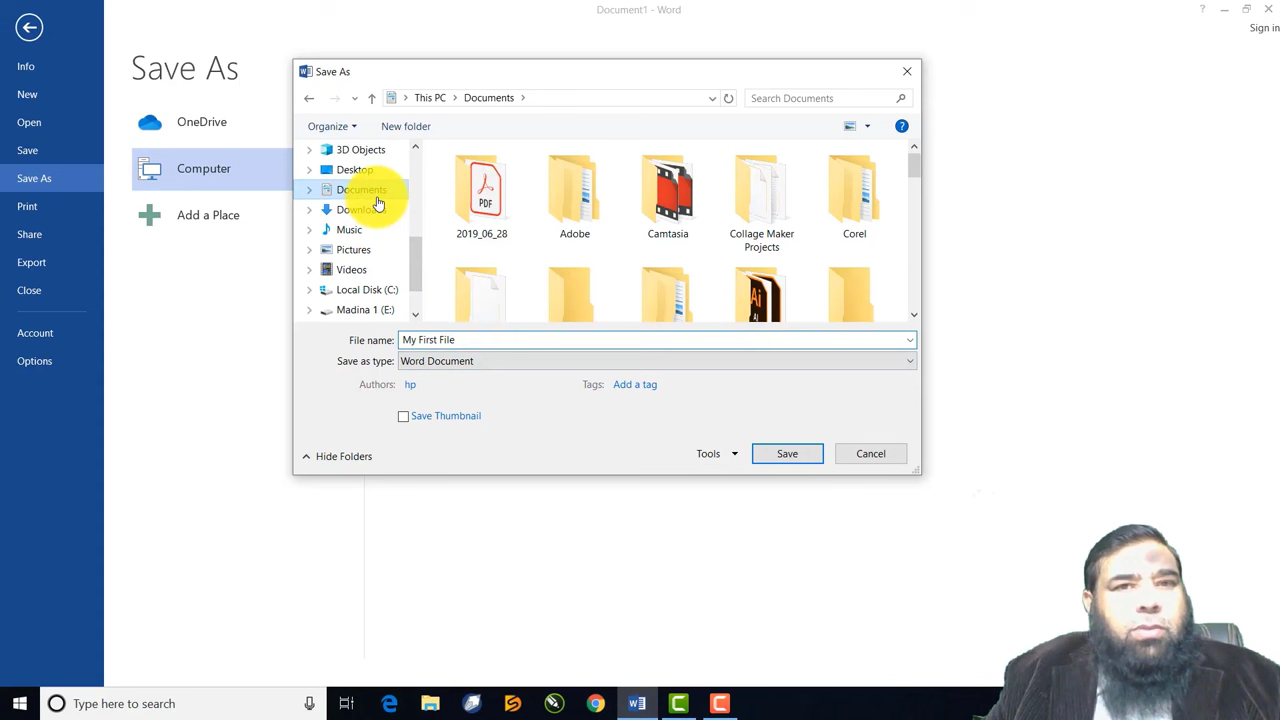 Document1 - Word
?
Sign in
Info
New
Open
Save
Save As
Print
Share
Export
Close
Account
Options
Save As
OneDrive
Computer
Add a Place
Save As
This PC > Documents >
Search Documents
Organize
New folder
?
3D Objects
Desktop
Documents
Downloads
Music
Pictures
Videos
Local Disk (C:)
Madina 1 (E:)
PDF
2019_06_28
Adobe
Camtasia
Collage Maker
Projects
Corel
Ai
File name: My First File
Save as type: Word Document
Authors: hp
Tags: Add a tag
Save Thumbnail
Hide Folders
Tools
Save
Cancel
Type here to search